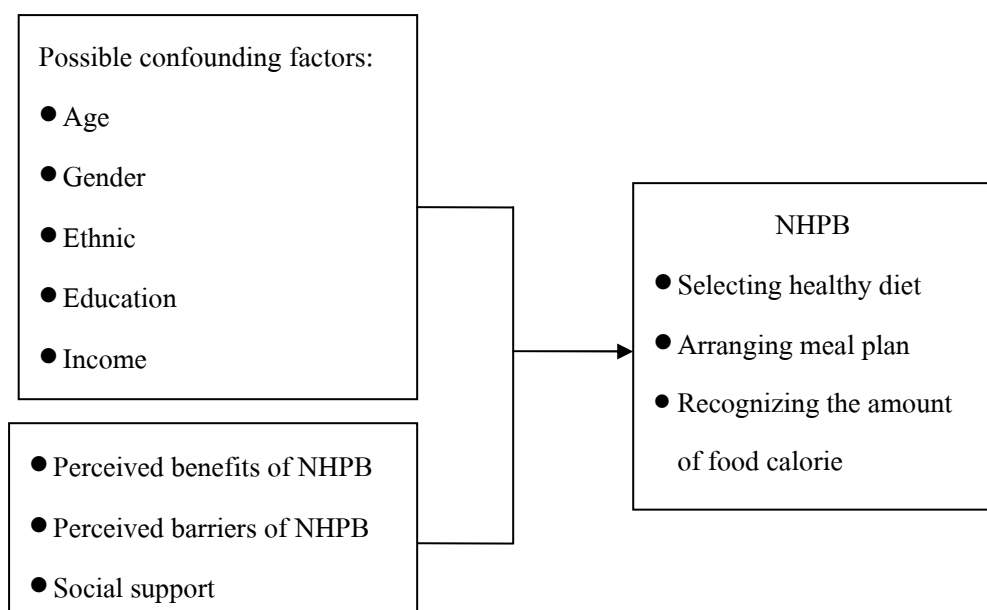 Possible confounding factors:
● Age
● Gender
● Ethnic
● Education
● Income
● Perceived benefits of NHPB
● Perceived barriers of NHPB
● Social support
NHPB
● Selecting healthy diet
● Arranging meal plan
● Recognizing the amount
of food calorie